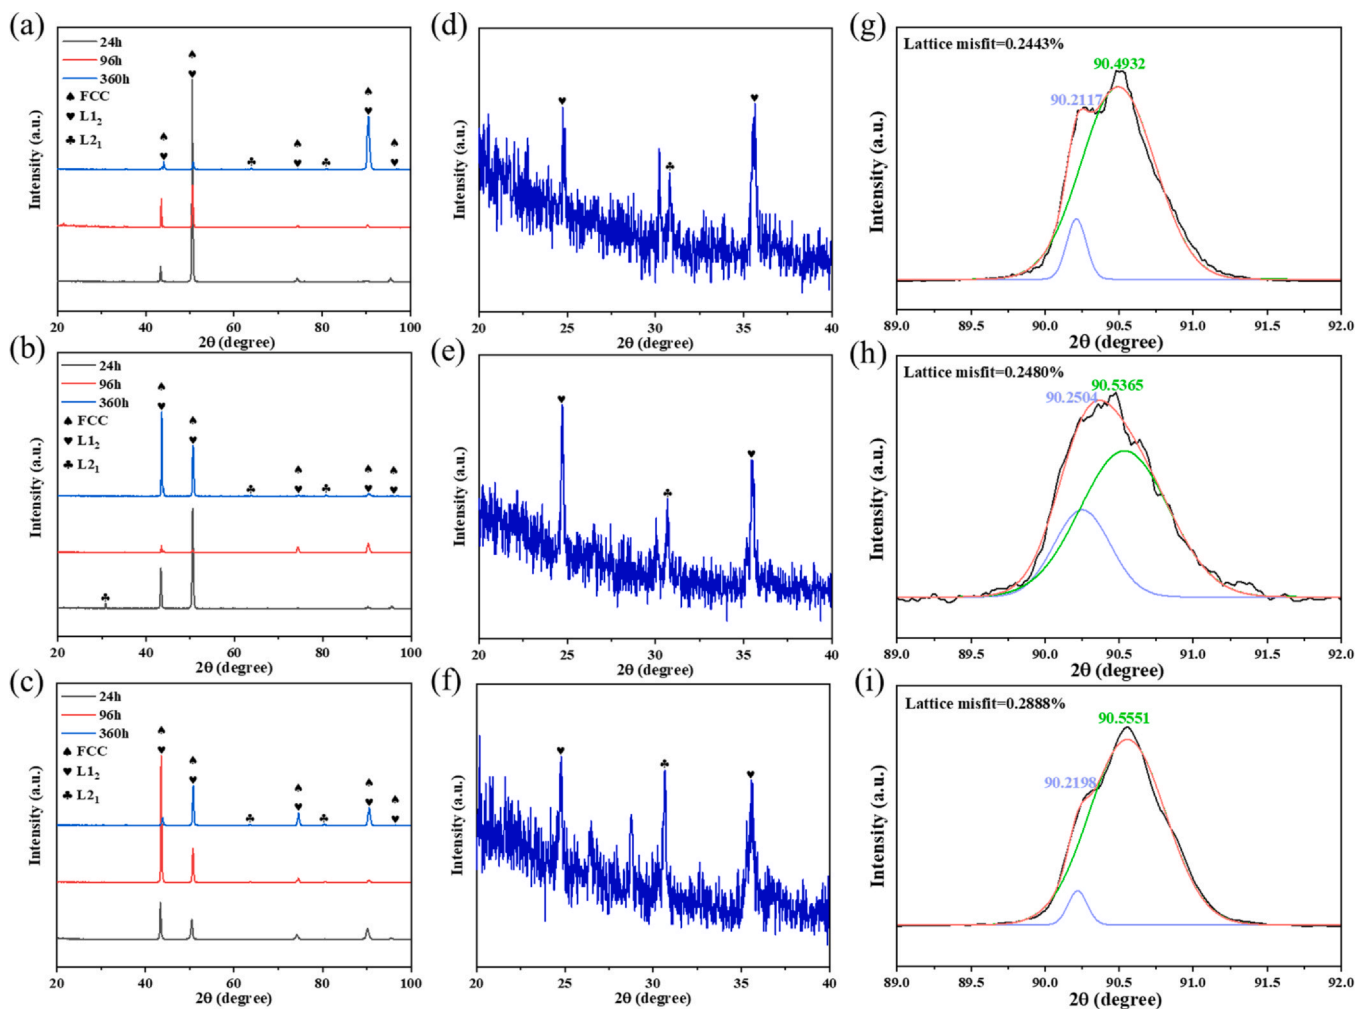 (a)
24h
96h
360h
♠ FCC
♥ L1₂
♣ L2₁
Intensity (a.u.)
20 40 60 80 100
2θ (degree)
(d)
Intensity (a.u.)
20 25 30 35 40
2θ (degree)
(g)
Lattice misfit=0.2443%
90.4932
90.2117
Intensity (a.u.)
89.0 89.5 90.0 90.5 91.0 91.5 92.0
2θ (degree)
(b)
24h
96h
360h
♠ FCC
♥ L1₂
♣ L2₁
Intensity (a.u.)
20 40 60 80 100
2θ (degree)
(e)
Intensity (a.u.)
20 25 30 35 40
2θ (degree)
(h)
Lattice misfit=0.2480%
90.5365
90.2504
Intensity (a.u.)
89.0 89.5 90.0 90.5 91.0 91.5 92.0
2θ (degree)
(c)
24h
96h
360h
♠ FCC
♥ L1₂
♣ L2₁
Intensity (a.u.)
20 40 60 80 100
2θ (degree)
(f)
Intensity (a.u.)
20 25 30 35 40
2θ (degree)
(i)
Lattice misfit=0.2888%
90.5551
90.2198
Intensity (a.u.)
89.0 89.5 90.0 90.5 91.0 91.5 92.0
2θ (degree)